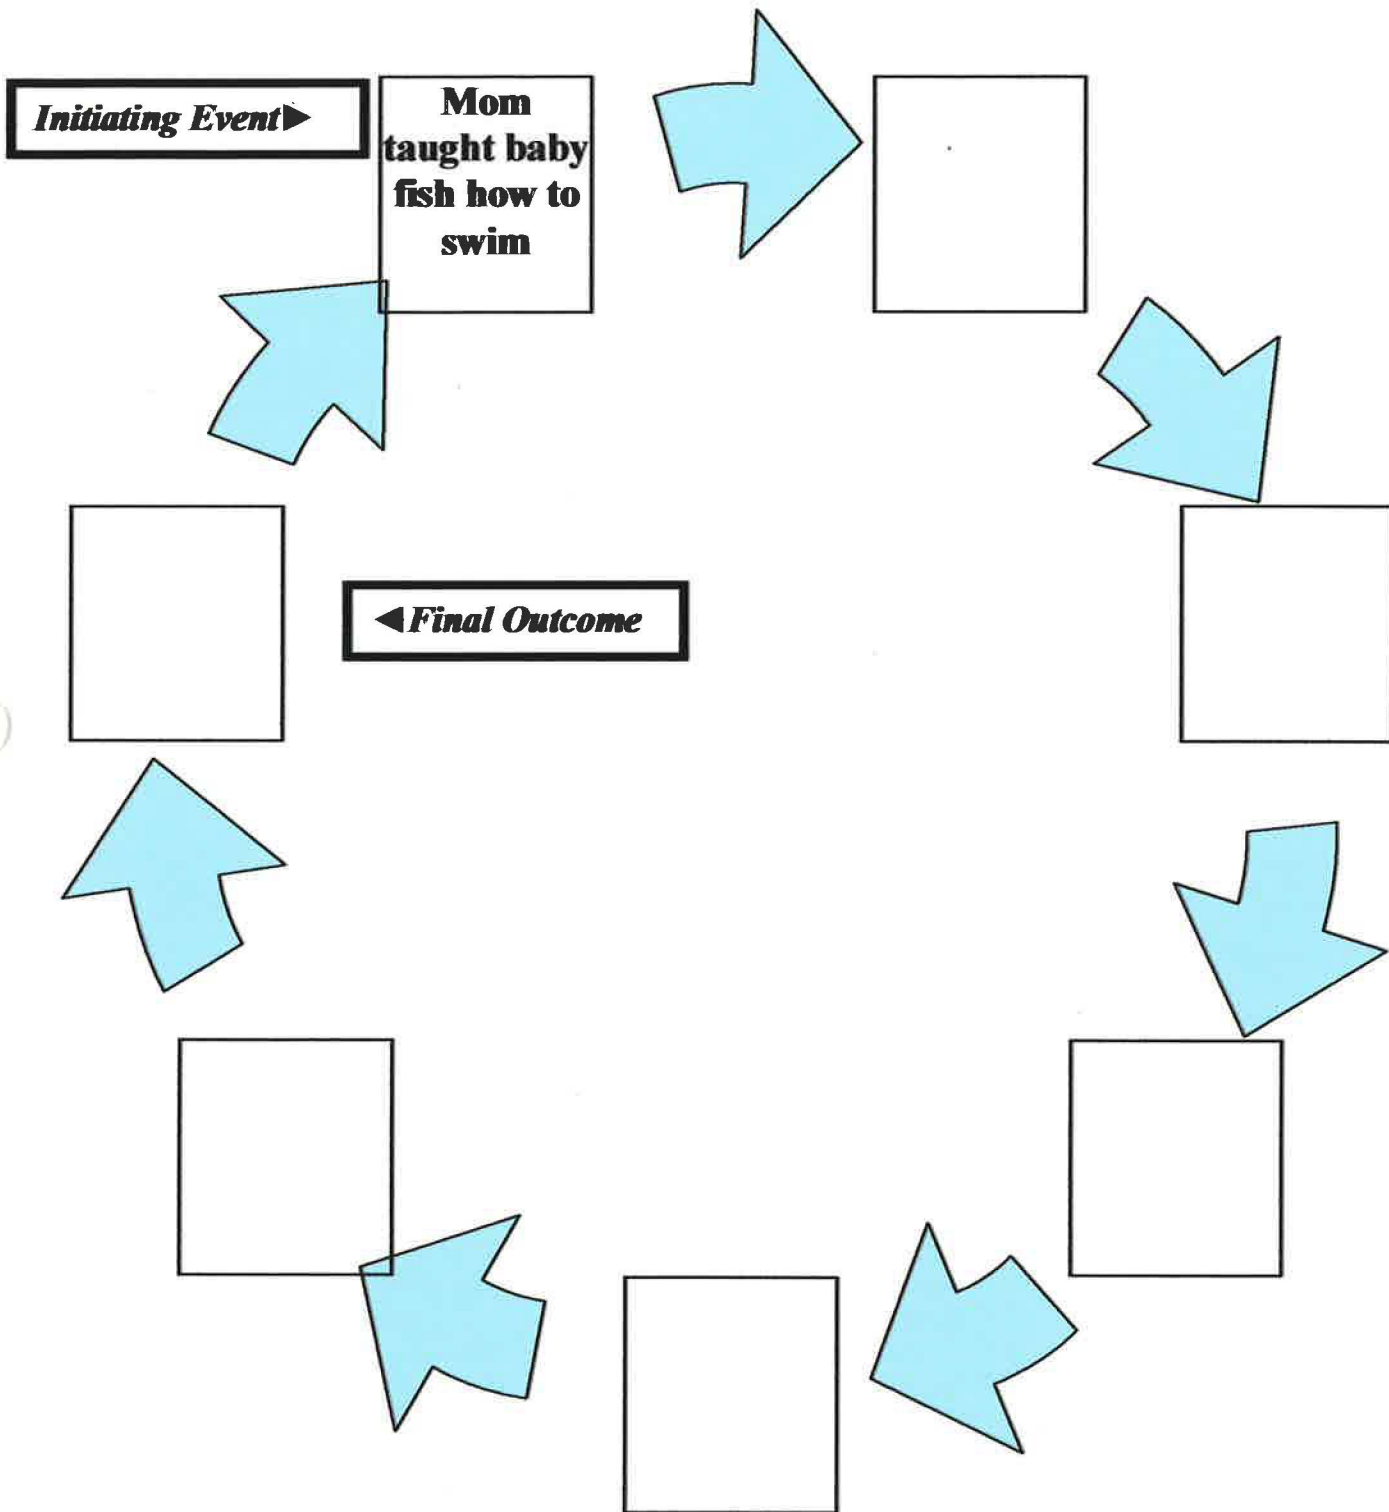 Initiating Event►
Mom
taught baby
fish how to
swim
◄Final Outcome